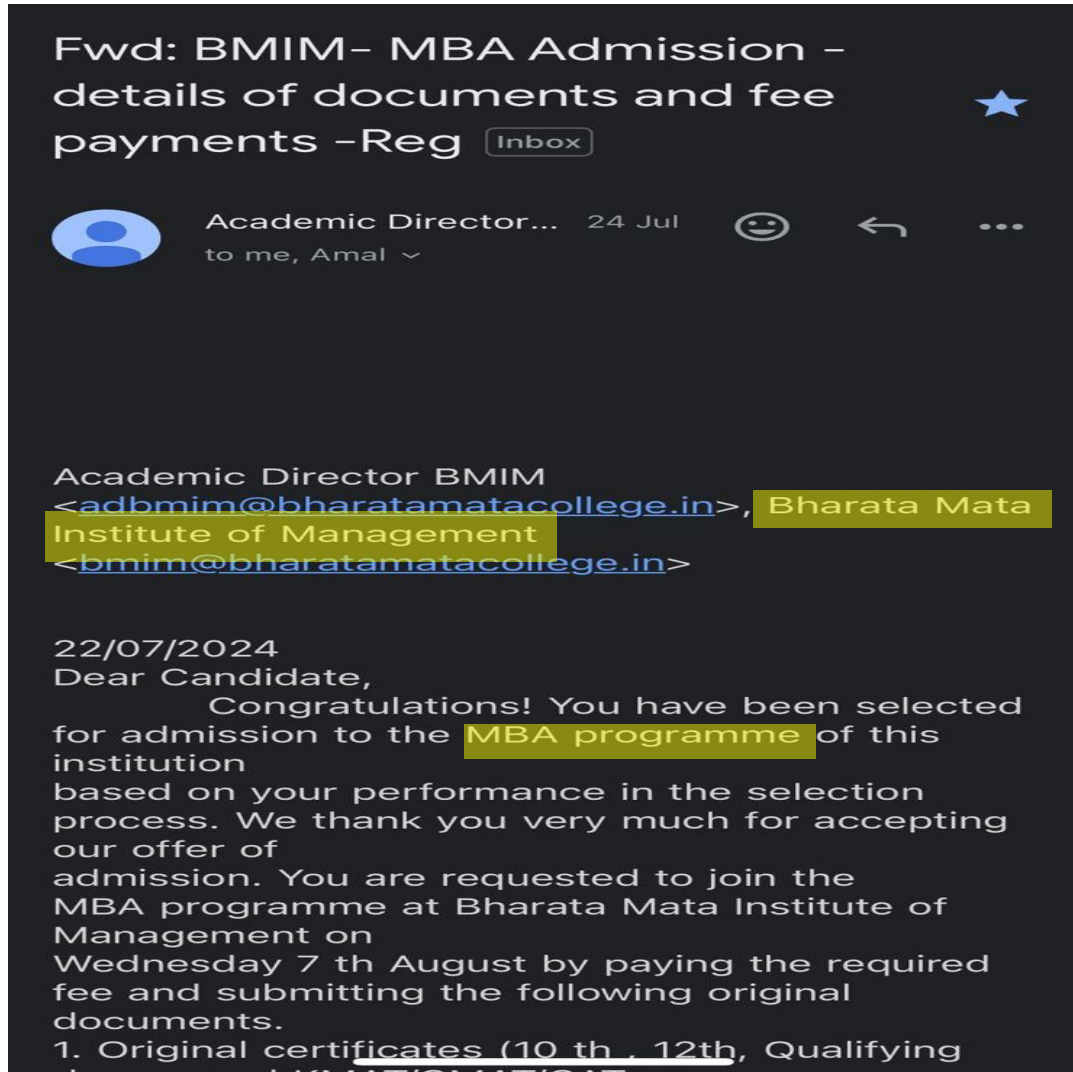 Fwd: BMIM- MBA Admission -
details of documents and fee
payments -Reg Inbox
Academic Director... 24 Jul
to me, Amal
Academic Director BMIM
<adbmim@bharatamatacollege.in>, Bharata Mata
Institute of Management
<bmim@bharatamatacollege.in>
22/07/2024
Dear Candidate,
Congratulations! You have been selected
for admission to the MBA programme of this
institution
based on your performance in the selection
process. We thank you very much for accepting
our offer of
admission. You are requested to join the
MBA programme at Bharata Mata Institute of
Management on
Wednesday 7 th August by paying the required
fee and submitting the following original
documents.
1. Original certificates (10 th , 12th, Qualifying